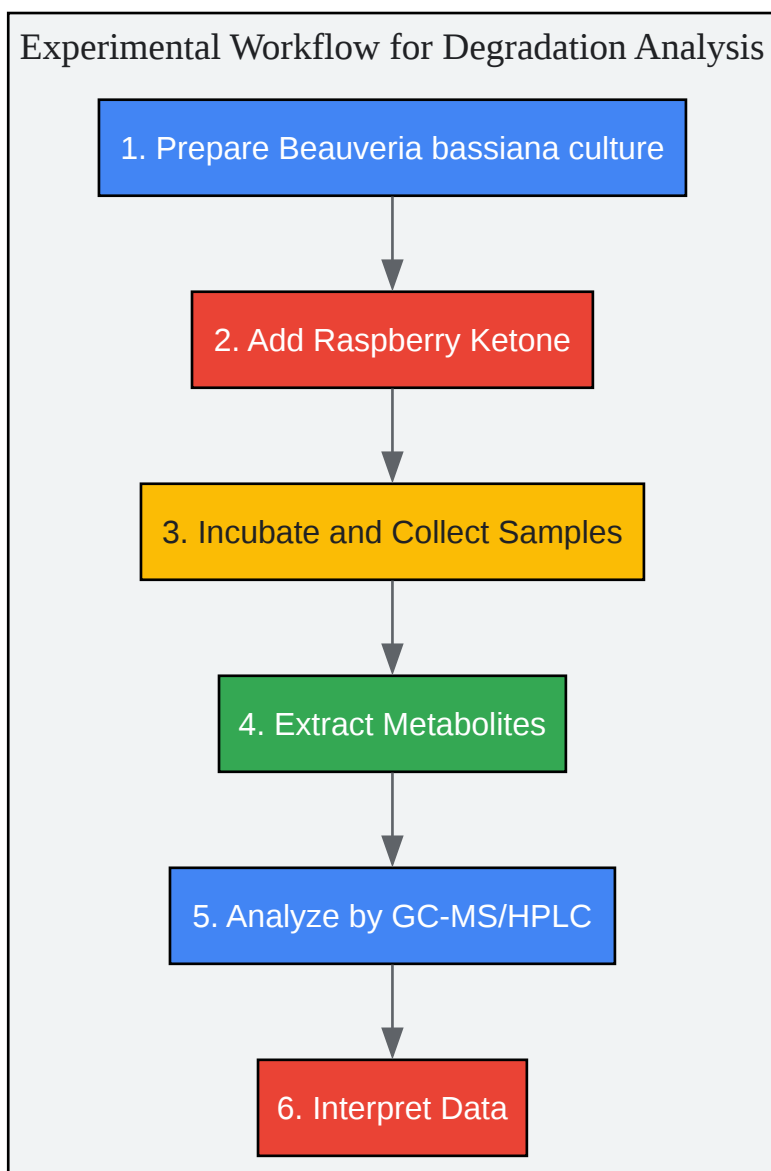 Experimental Workflow for Degradation Analysis
1. Prepare Beauveria bassiana culture
2. Add Raspberry Ketone
3. Incubate and Collect Samples
4. Extract Metabolites
5. Analyze by GC-MS/HPLC
6. Interpret Data